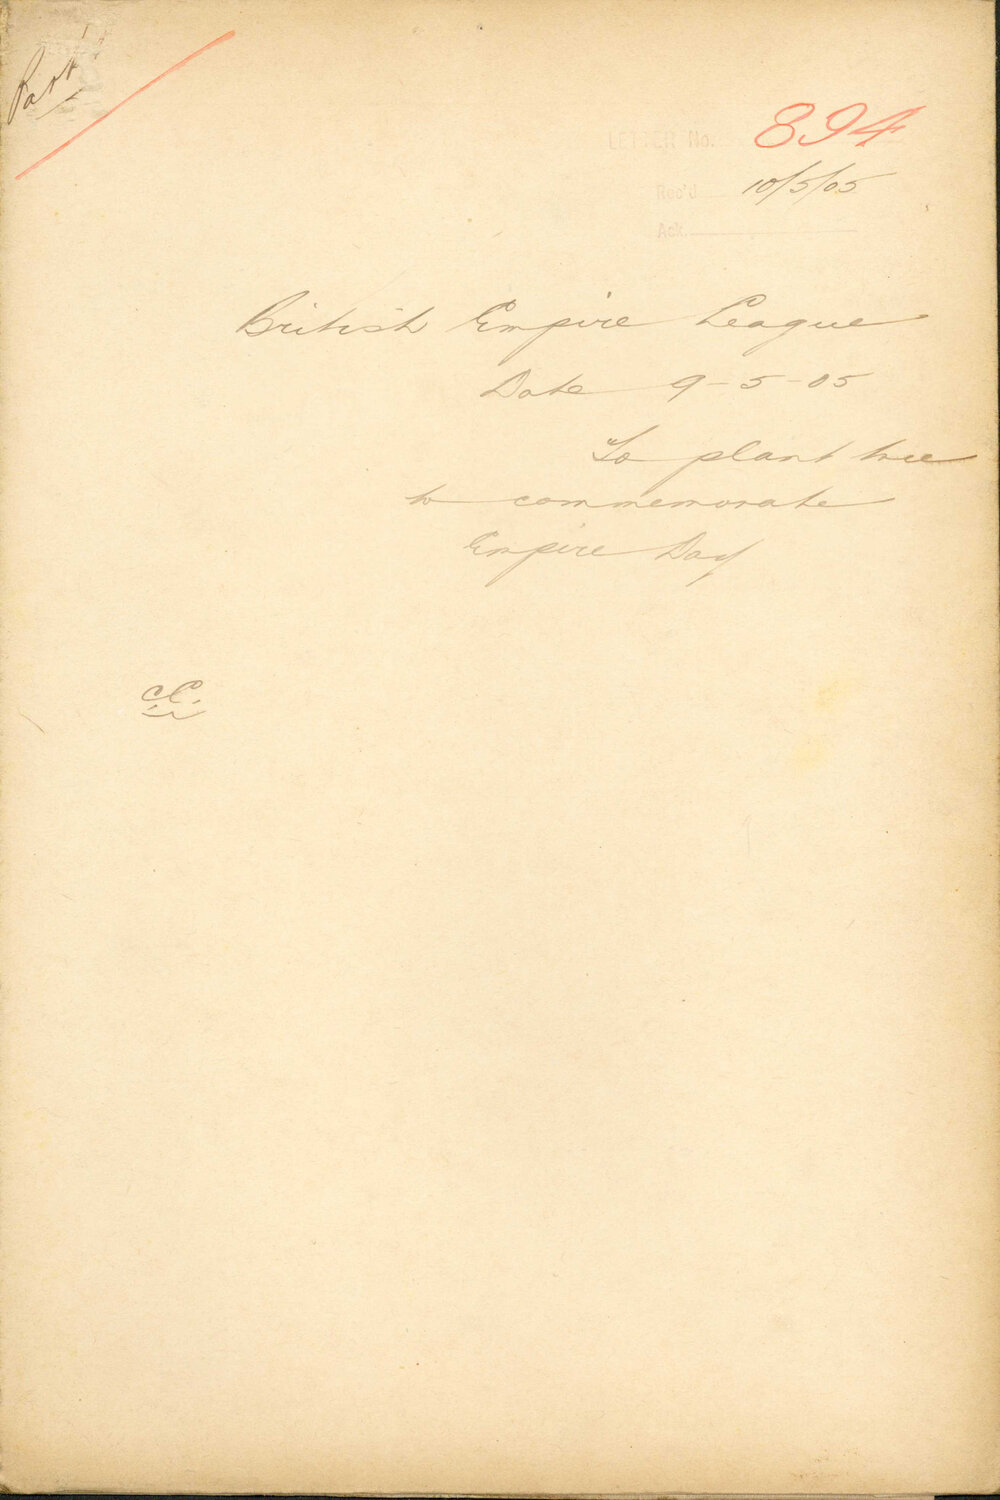 Park
LETTER No. 894
Rec'd 10/5/05
Ack.
British Empire League
Date 9-5-05
To plant tree
to commemorate
Empire Day